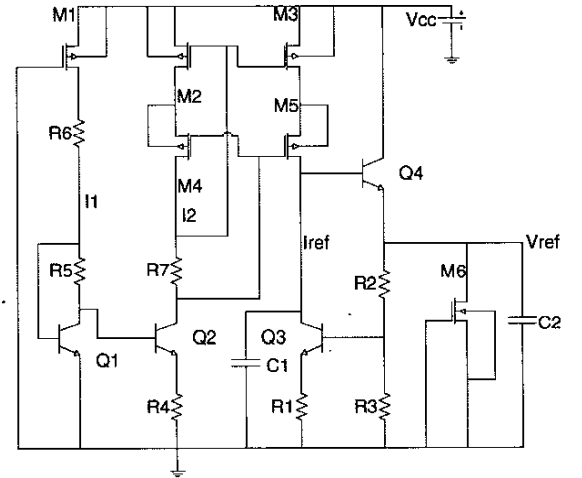 M1
M3
Vcc
M2
M5
R6
Q4
M4
I1
I2
Iref
Vref
M6
R5
R7
R2
Q1
Q2
Q3
C1
C2
R4
R1
R3